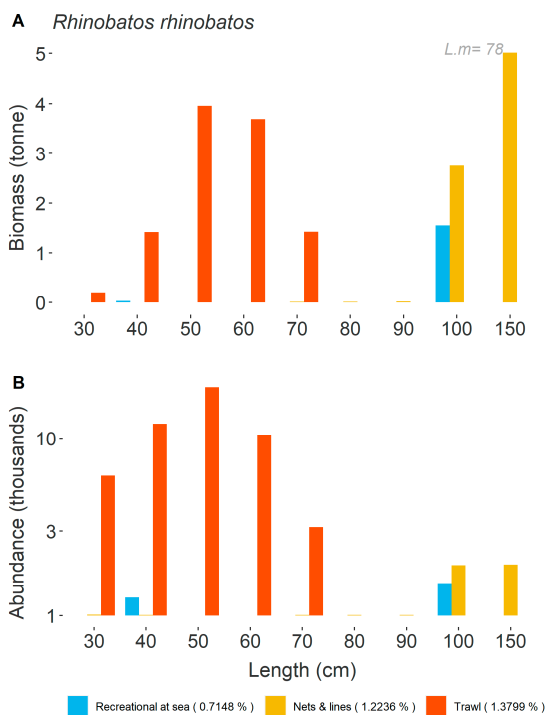 A
Rhinobatos rhinobatos
L.m= 78
Biomass (tonne)
5
4
3
2
1
0
30 40 50 60 70 80 90 100 150
B
Abundance (thousands)
10
3
1
30 40 50 60 70 80 90 100 150
Length (cm)
Recreational at sea ( 0.7148 % ) Nets & lines ( 1.2236 % ) Trawl ( 1.3799 % )